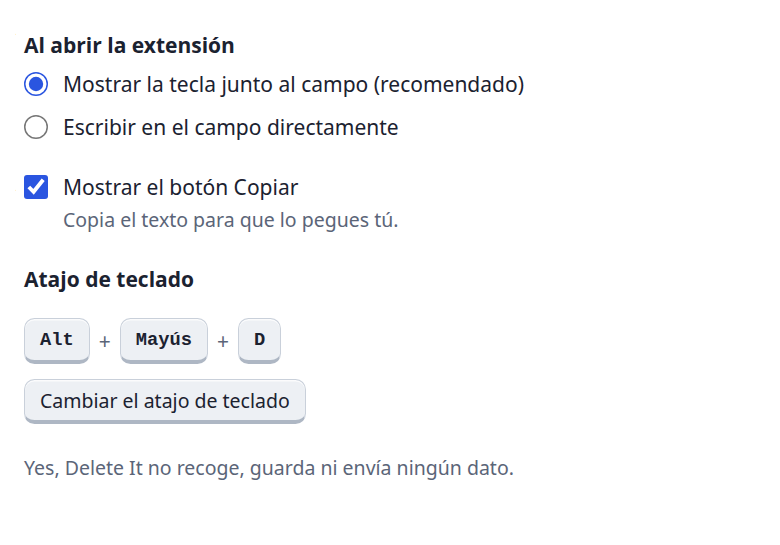 Al abrir la extensión
Mostrar la tecla junto al campo (recomendado)
Escribir en el campo directamente
Mostrar el botón Copiar
Copia el texto para que lo pegues tú.
Atajo de teclado
Alt + Mayús + D
Cambiar el atajo de teclado
Yes, Delete It no recoge, guarda ni envía ningún dato.